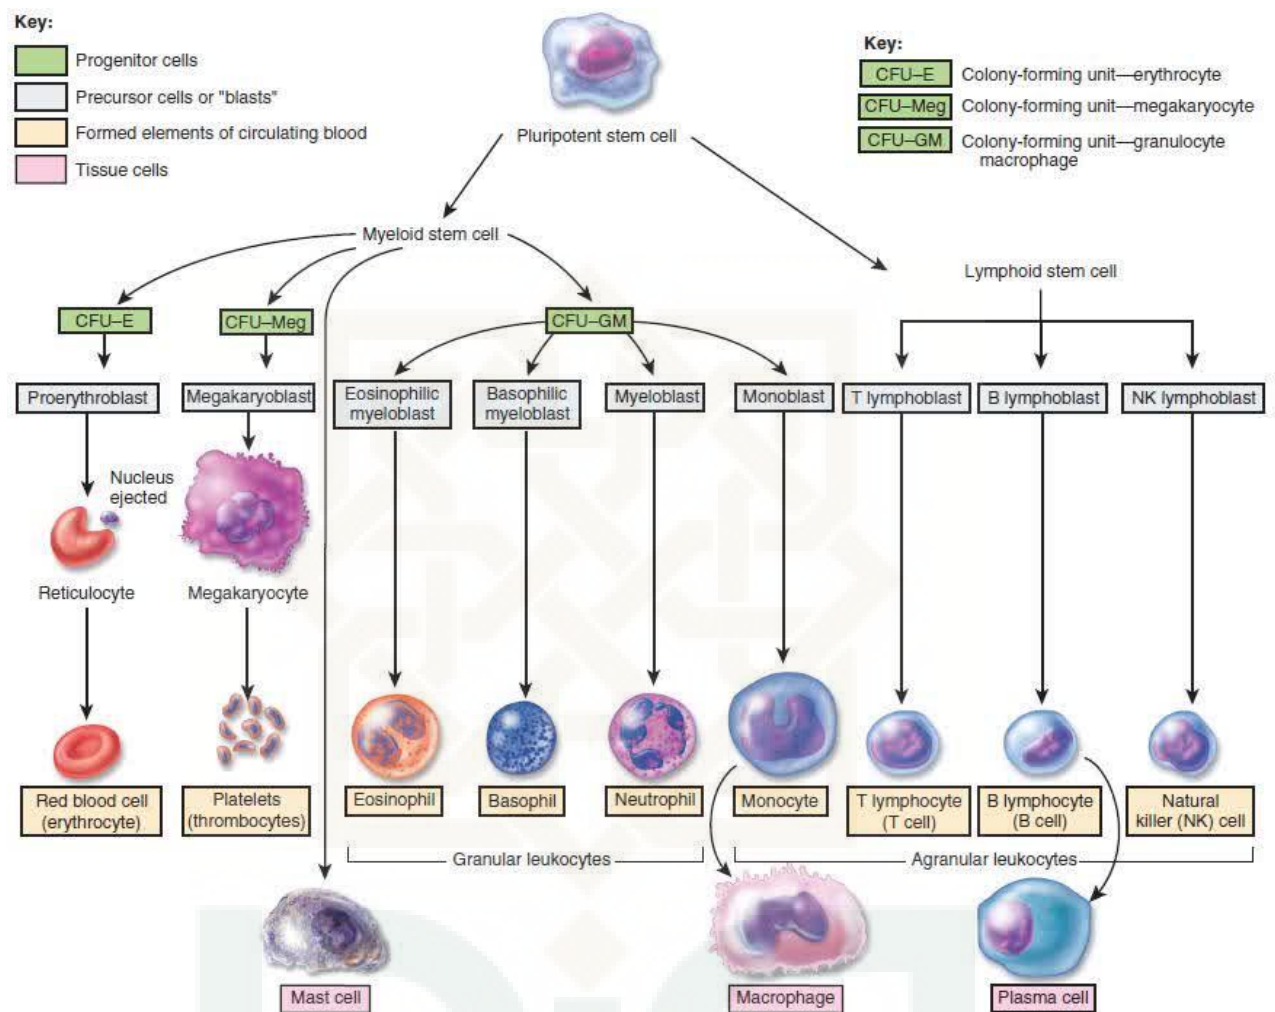 Key:
Progenitor cells
Precursor cells or "blasts"
Formed elements of circulating blood
Tissue cells
Key:
CFU–E Colony-forming unit—erythrocyte
CFU–Meg Colony-forming unit—megakaryocyte
CFU–GM Colony-forming unit—granulocyte
macrophage
Pluripotent stem cell
Myeloid stem cell
Lymphoid stem cell
CFU–E
CFU–Meg
CFU–GM
Proerythroblast
Megakaryoblast
Eosinophilic
myeloblast
Basophilic
myeloblast
Myeloblast
Monoblast
T lymphoblast
B lymphoblast
NK lymphoblast
Nucleus
ejected
Reticulocyte
Megakaryocyte
Red blood cell
(erythrocyte)
Platelets
(thrombocytes)
Eosinophil
Basophil
Neutrophil
Monocyte
T lymphocyte
(T cell)
B lymphocyte
(B cell)
Natural
killer (NK) cell
Granular leukocytes
Agranular leukocytes
Mast cell
Macrophage
Plasma cell